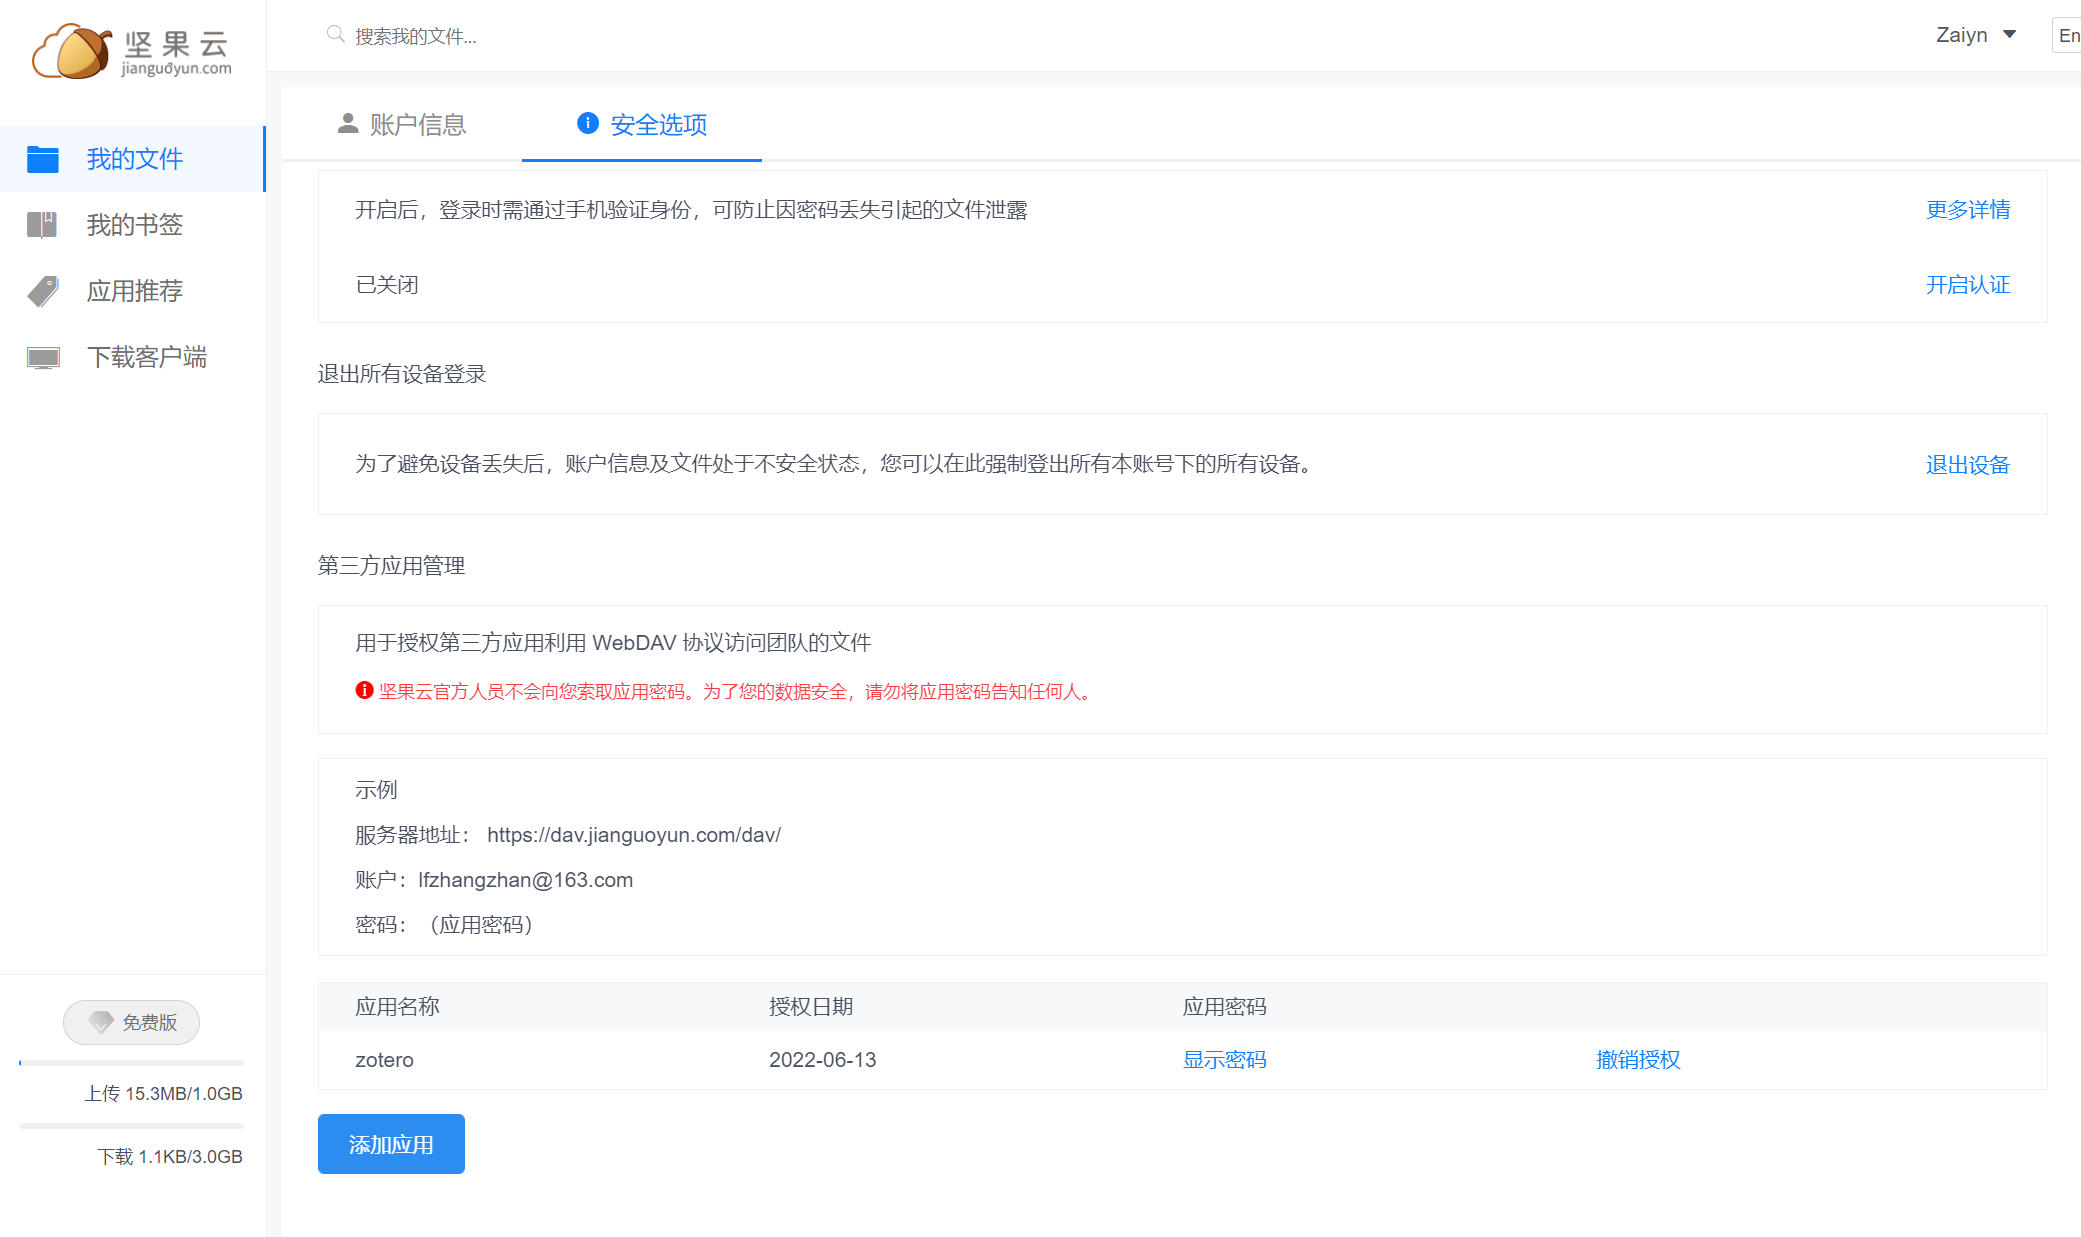 坚果云
jianguoyun.com
搜索我的文件...
Zaiyn
En
账户信息
安全选项
我的文件
我的书签
应用推荐
下载客户端
开启后，登录时需通过手机验证身份，可防止因密码丢失引起的文件泄露
更多详情
已关闭
开启认证
退出所有设备登录
为了避免设备丢失后，账户信息及文件处于不安全状态，您可以在此强制登出所有本账号下的所有设备。
退出设备
第三方应用管理
用于授权第三方应用利用 WebDAV 协议访问团队的文件
坚果云官方人员不会向您索取应用密码。为了您的数据安全，请勿将应用密码告知任何人。
示例
服务器地址： https://dav.jianguoyun.com/dav/
账户：lfzhangzhan@163.com
密码：（应用密码）
应用名称 授权日期 应用密码
zotero 2022-06-13 显示密码 撤销授权
添加应用
免费版
上传 15.3MB/1.0GB
下载 1.1KB/3.0GB